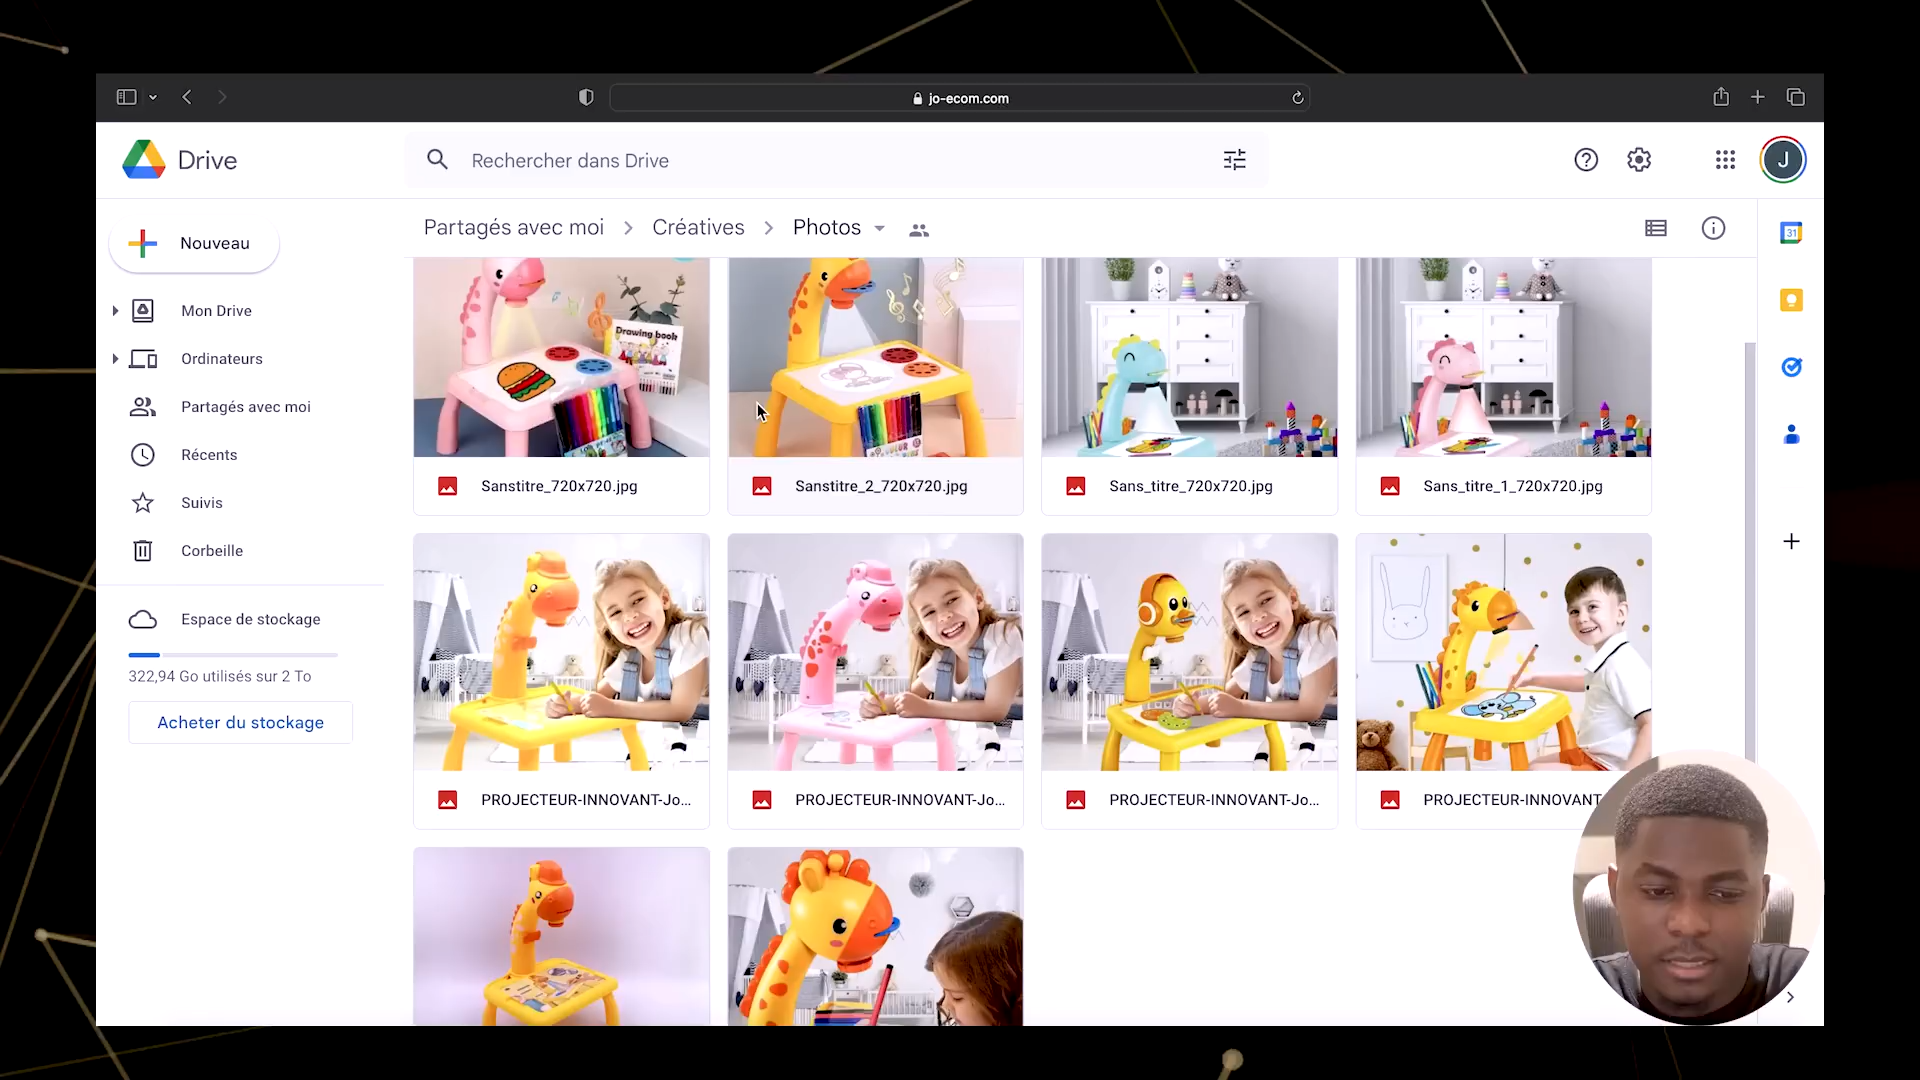 jo-ecom.com
Drive
Rechercher dans Drive
J
Nouveau
Partagés avec moi
Créatives
Photos
31
Mon Drive
Ordinateurs
Partagés avec moi
Récents
Suivis
Corbeille
Espace de stockage
322,94 Go utilisés sur 2 To
Acheter du stockage
Drawing book
Sanstitre_720x720.jpg
Sanstitre_2_720x720.jpg
Sans_titre_720x720.jpg
Sans_titre_1_720x720.jpg
PROJECTEUR-INNOVANT-Jo...
PROJECTEUR-INNOVANT-Jo...
PROJECTEUR-INNOVANT-Jo...
PROJECTEUR-INNOVANT